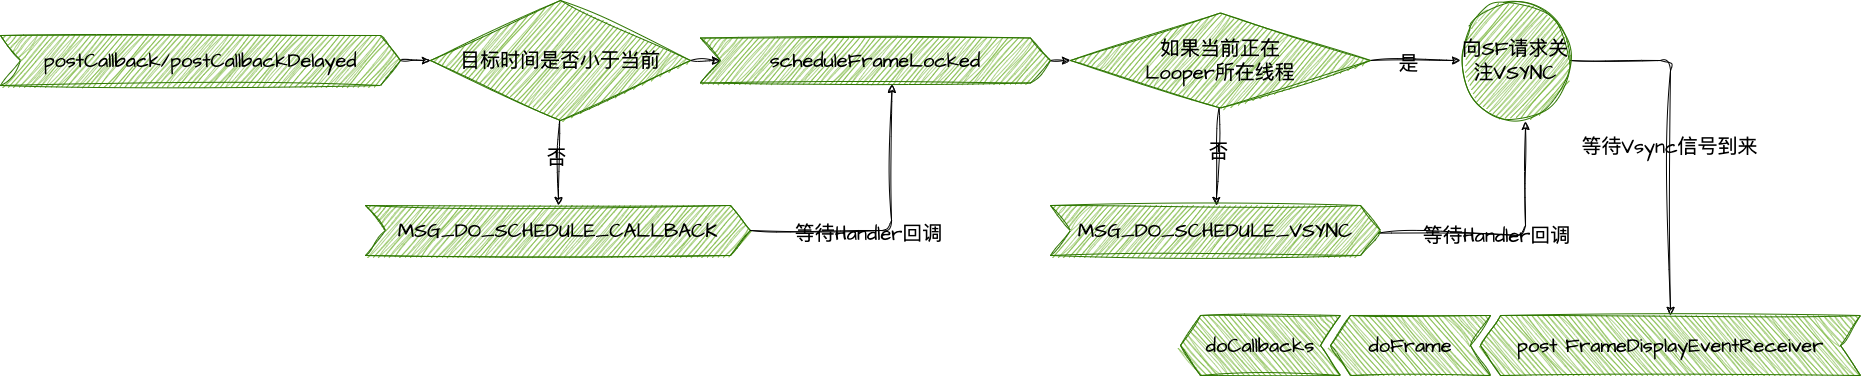 postCallback/postCallbackDelayed
目标时间是否小于当前
scheduleFrameLocked
如果当前正在
Looper所在线程
是
向SF请求关
注VSYNC
否
否
等待Vsync信号到来
MSG_DO_SCHEDULE_CALLBACK
等待Handler回调
MSG_DO_SCHEDULE_VSYNC
等待Handler回调
doCallbacks
doFrame
post FrameDisplayEventReceiver